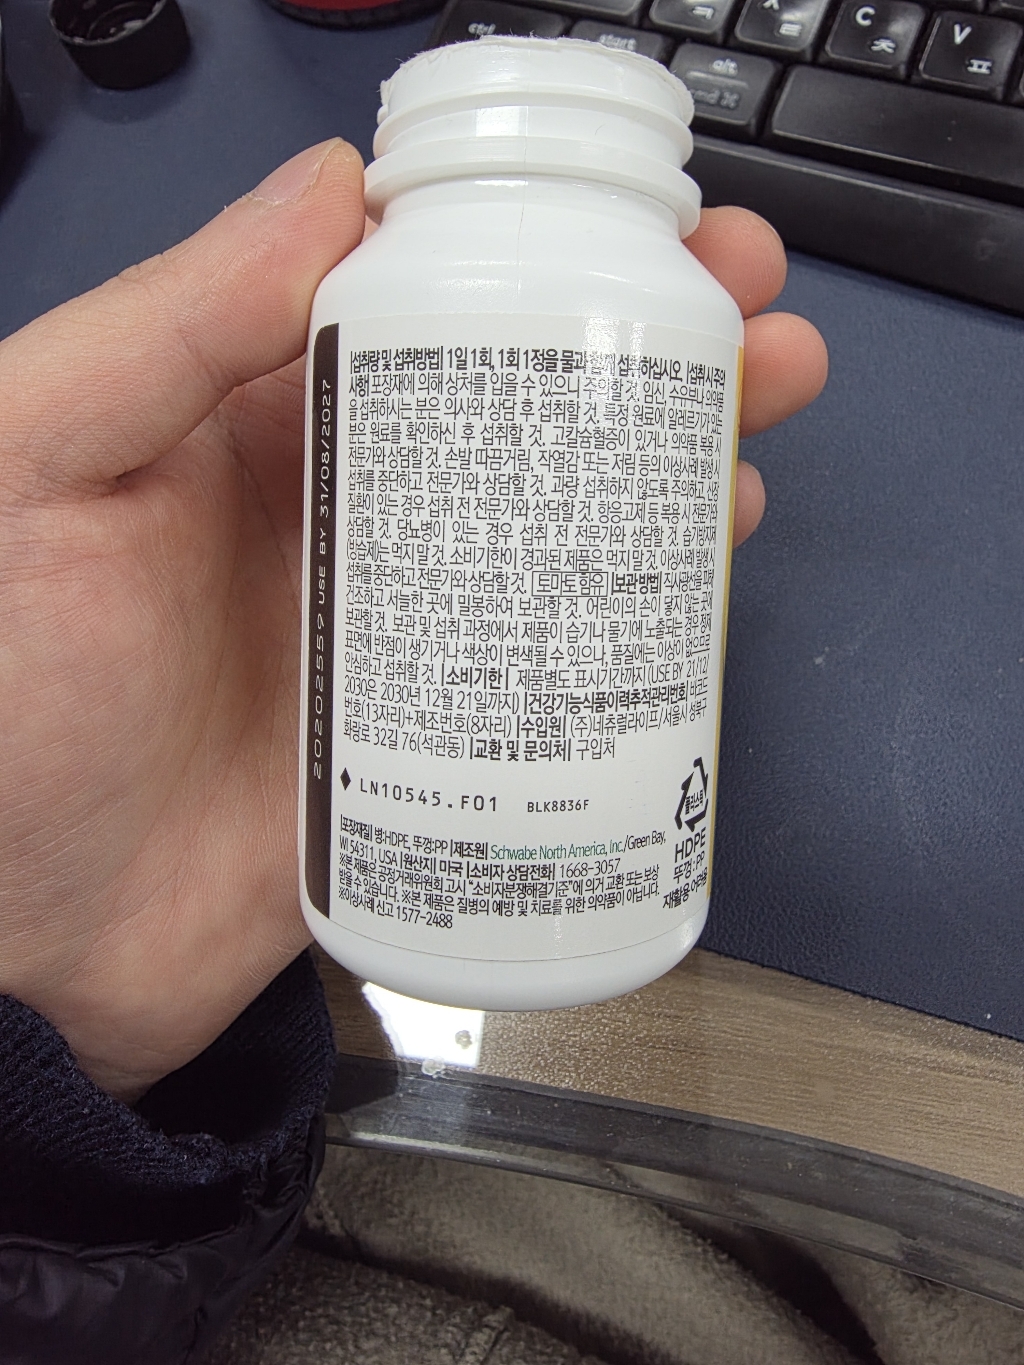 ctrl
start
alt
cmd ⌘
ㅋ
ㅌ
C
ㅊ
V
ㅍ
20202559 USE BY 31/08/2027
|섭취량 및 섭취방법| 1일 1회, 1회 1정을 물과 함께 섭취하십시오. |섭취 시 주의
사항| 포장재에 의해 상처를 입을 수 있으니 주의할 것. 임신, 수유부나 의약품
을 섭취하시는 분은 의사와 상담 후 섭취할 것. 특정 원료에 알레르기가 있는
분은 원료를 확인하신 후 섭취할 것. 고칼슘혈증이 있거나 의약품 복용 시
전문가와 상담할 것. 손발 따끔거림, 작열감 또는 저림 등의 이상사례 발생 시
섭취를 중단하고 전문가와 상담할 것. 과량 섭취하지 않도록 주의하고, 신장
질환이 있는 경우 섭취 전 전문가와 상담할 것. 항응고제 등 복용 시 전문가와
상담할 것. 당뇨병이 있는 경우 섭취 전 전문가와 상담할 것. 습기방지제
(방습제)는 먹지 말 것. 소비기한이 경과된 제품은 먹지 말 것. 이상사례 발생 시
섭취를 중단하고 전문가와 상담할 것. 토마토 함유 |보관 방법| 직사광선을 피해
건조하고 서늘한 곳에 밀봉하여 보관할 것. 어린이의 손이 닿지 않는 곳에
보관할 것. 보관 및 섭취 과정에서 제품이 습기나 물기에 노출되는 경우 정제
표면에 반점이 생기거나 색상이 변색될 수 있으나, 품질에는 이상이 없으므로
안심하고 섭취할 것. |소비기한| 제품별도 표시기간까지 (USE BY 21/12/
2030은 2030년 12월 21일까지) |건강기능식품이력추적관리번호| 바코드
번호(13자리)+제조번호(8자리) |수입원| (주)네츄럴라이프/서울시 성북구
화랑로 32길 76(석관동) |교환 및 문의처| 구입처
◆ LN10545.F01 BLK8836F
플라스틱
HDPE
뚜껑:PP
재활용 어려움
|포장재질| 병:HDPE, 뚜껑:PP |제조원| Schwabe North America, Inc./Green Bay,
WI 54311, USA |원산지| 미국 |소비자 상담전화| 1668-3057
※본 제품은 공정거래위원회 고시 "소비자분쟁해결기준"에 의거 교환 또는 보상
받을 수 있습니다. ※본 제품은 질병의 예방 및 치료를 위한 의약품이 아닙니다.
※이상사례 신고 1577-2488